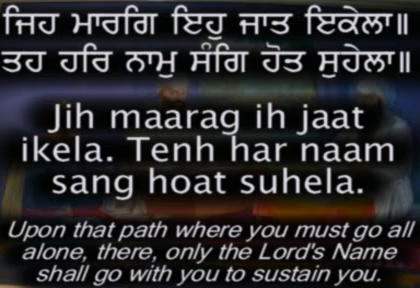 ਜਿਹ ਮਾਰਗਿ ਇਹੁ ਜਾਤ ਇਕੇਲਾ॥
ਤਹ ਹਰਿ ਨਾਮੁ ਸੰਗਿ ਹੋਤ ਸੁਹੇਲਾ॥
Jih maarag ih jaat
ikela. Tenh har naam
sang hoat suhela.
Upon that path where you must go all
alone, there, only the Lord's Name
shall go with you to sustain you.